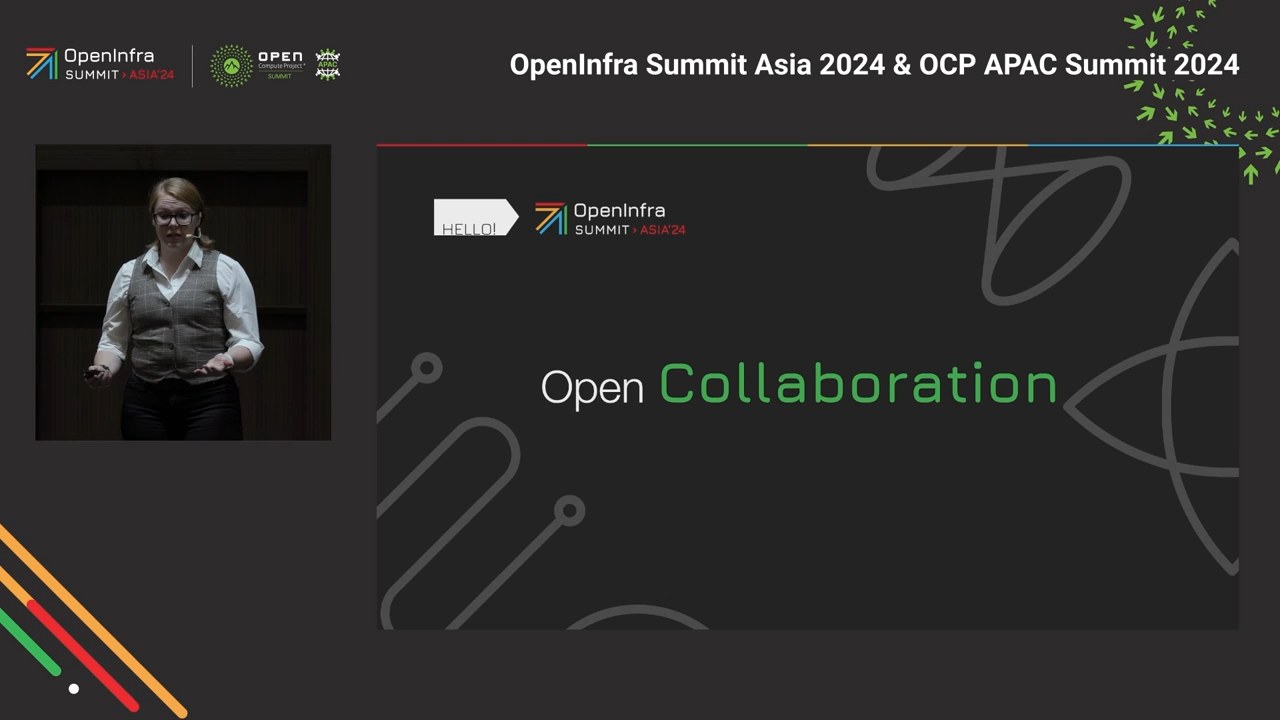 OpenInfra
SUMMIT › ASIA'24
OPEN
Compute Project®
SUMMIT
APAC
OpenInfra Summit Asia 2024 & OCP APAC Summit 2024
HELLO!
OpenInfra
SUMMIT › ASIA'24
Open Collaboration